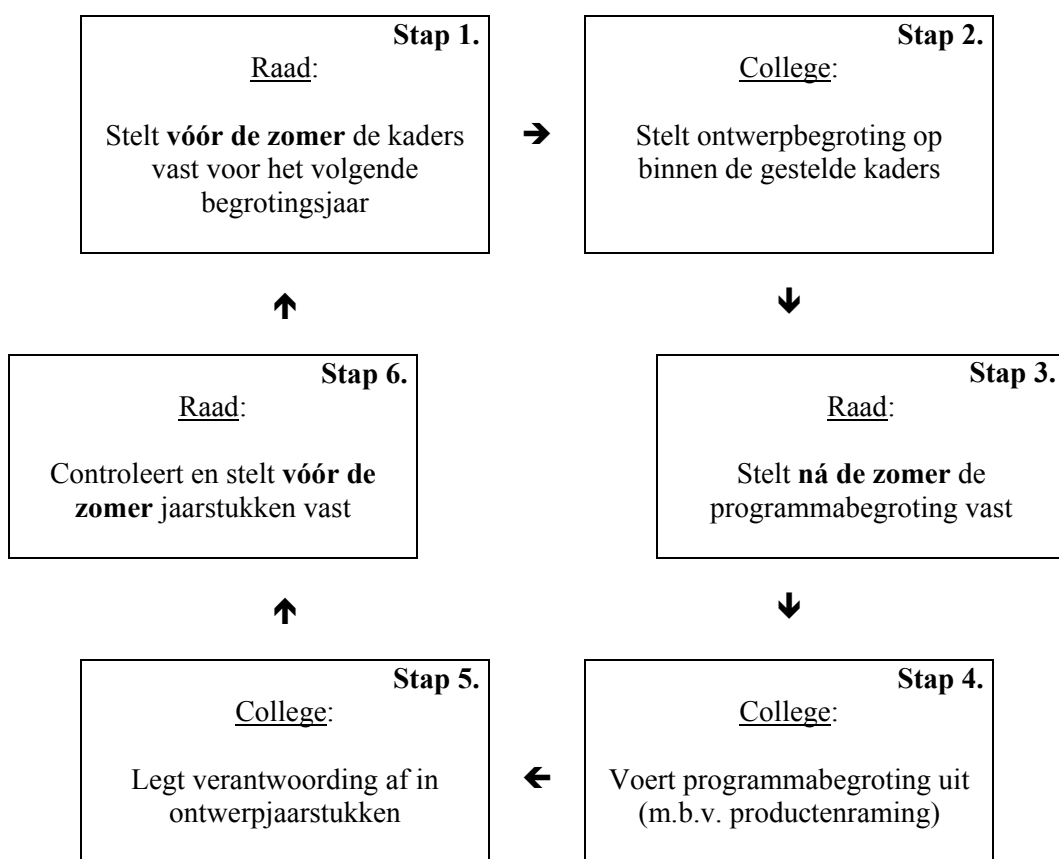 Stap 1.
Raad:
Stelt vóór de zomer de kaders
vast voor het volgende
begrotingsjaar
➔
Stap 2.
College:
Stelt ontwerpbegroting op
binnen de gestelde kaders
Stap 3.
Raad:
Stelt ná de zomer de
programmabegroting vast
Stap 4.
College:
Voert programmabegroting uit
(m.b.v. productenraming)
Stap 5.
College:
Legt verantwoording af in
ontwerpjaarstukken
Stap 6.
Raad:
Controleert en stelt vóór de
zomer jaarstukken vast